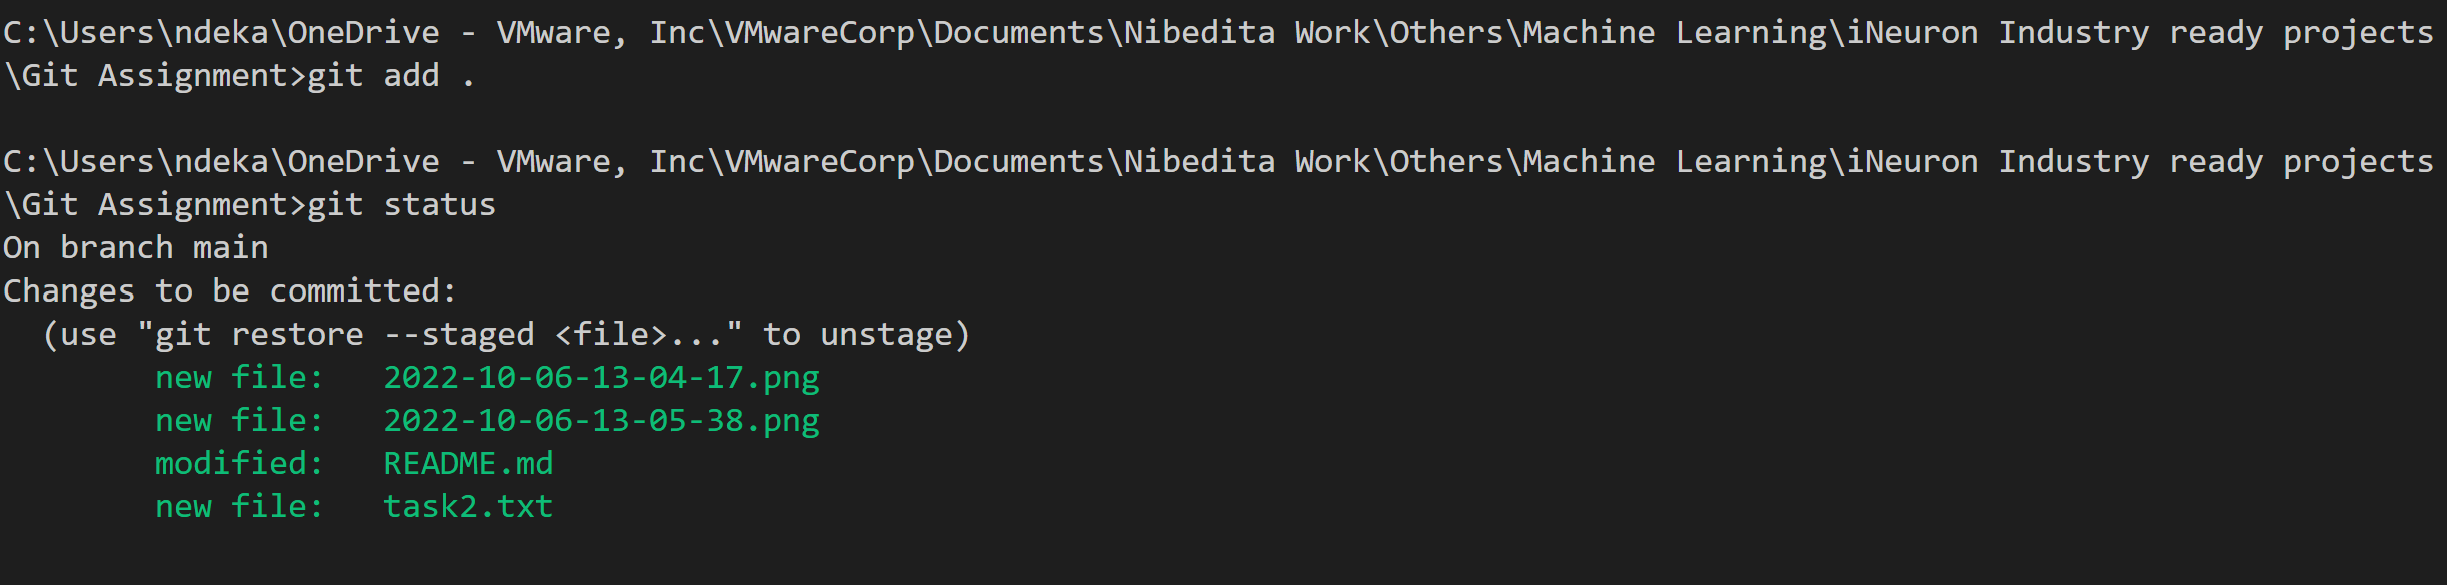 C:\Users\ndeka\OneDrive - VMware, Inc\VMwareCorp\Documents\Nibedita Work\Others\Machine Learning\iNeuron Industry ready projects
\Git Assignment>git add .
C:\Users\ndeka\OneDrive - VMware, Inc\VMwareCorp\Documents\Nibedita Work\Others\Machine Learning\iNeuron Industry ready projects
\Git Assignment>git status
On branch main
Changes to be committed:
  (use "git restore --staged <file>..." to unstage)
        new file:   2022-10-06-13-04-17.png
        new file:   2022-10-06-13-05-38.png
        modified:   README.md
        new file:   task2.txt